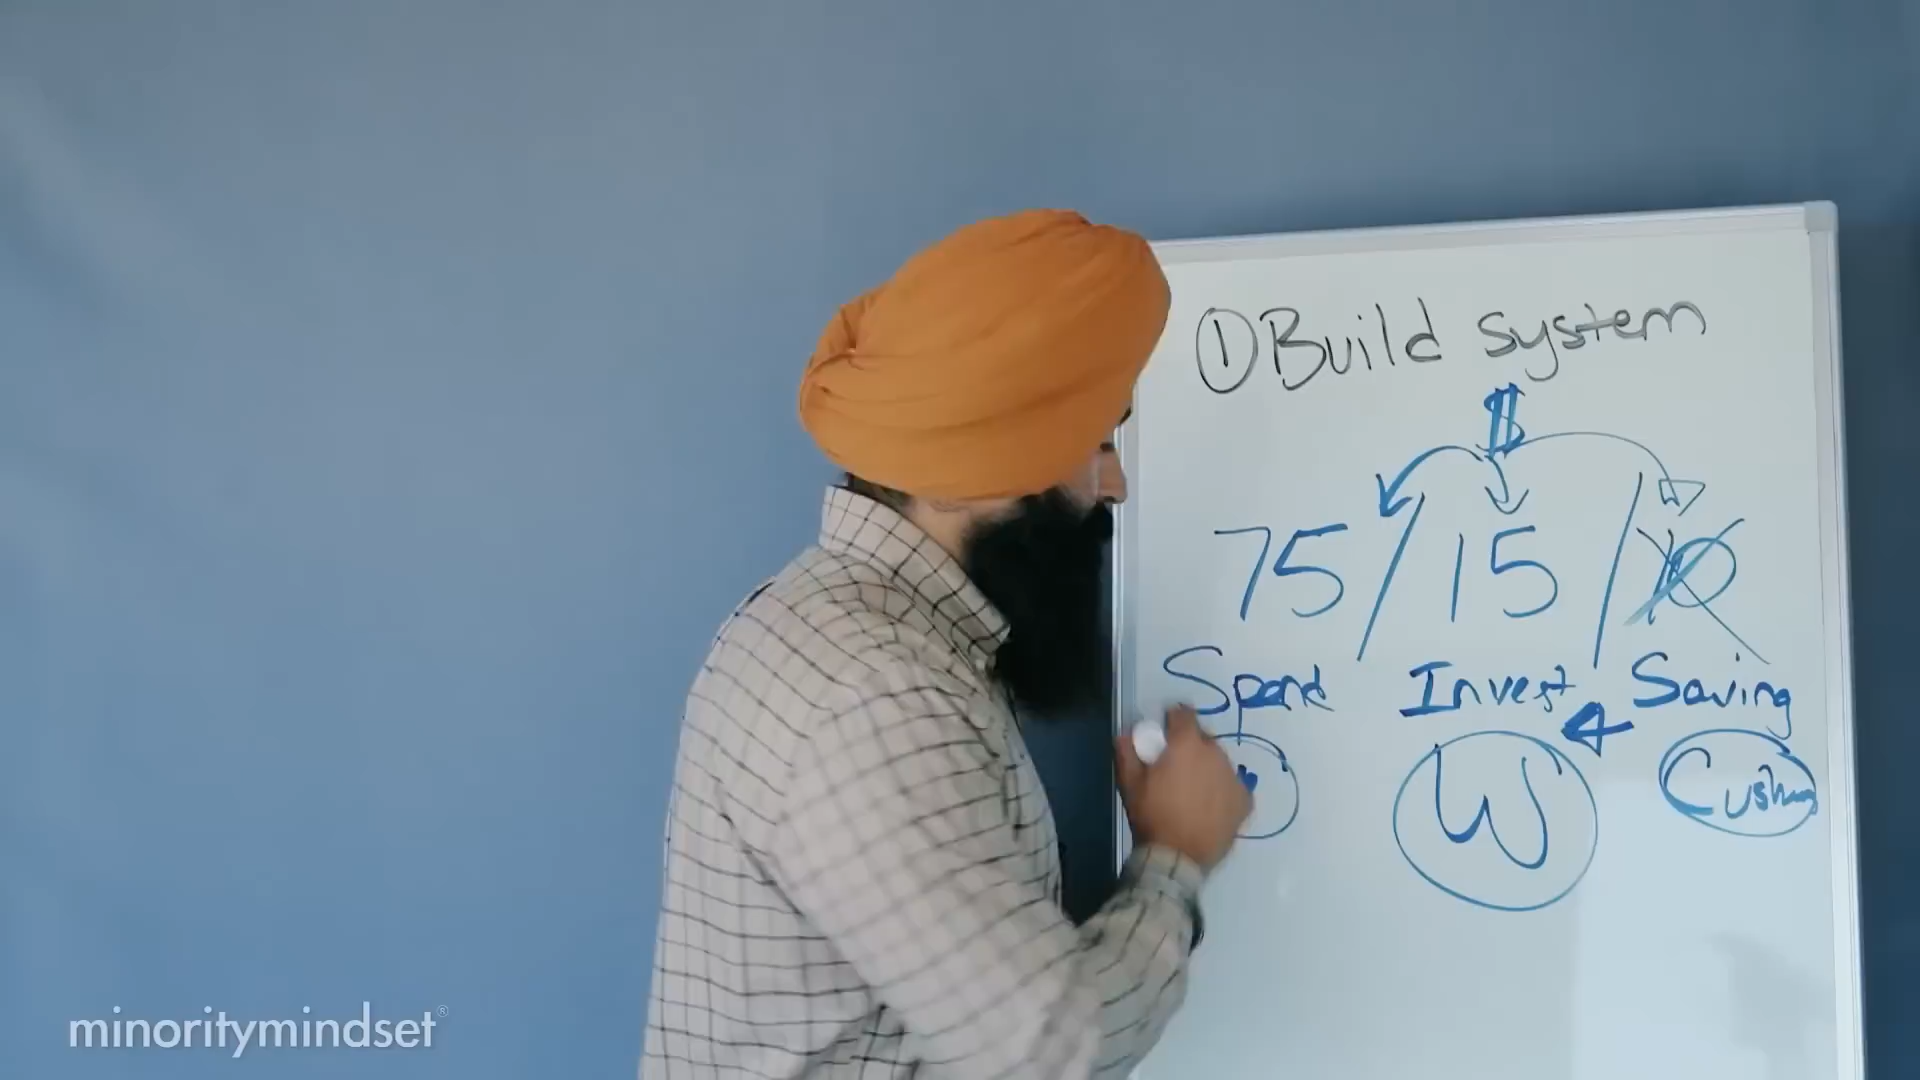 ① Build system
$
75 / 15 / 10
Spend Invest Saving
W Cushion
minoritymindset®